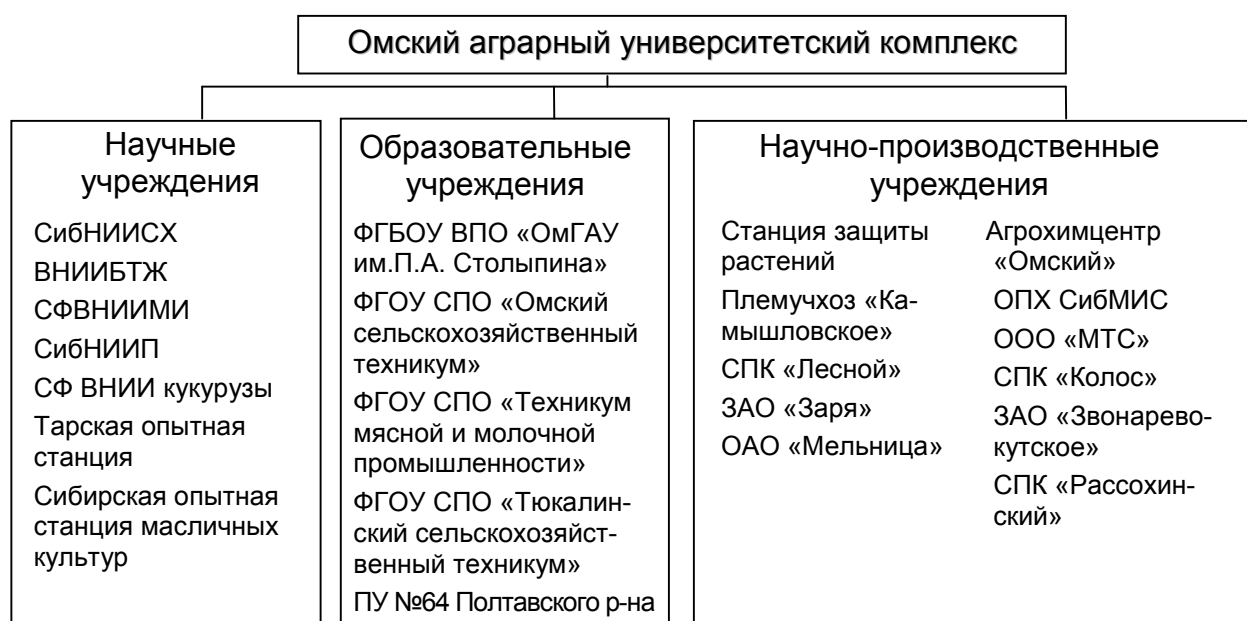 Омский аграрный университетский комплекс
Научные
учреждения
СибНИИСХ
ВНИИБТЖ
СФВНИИМИ
СибНИИП
СФ ВНИИ кукурузы
Тарская опытная
станция
Сибирская опытная
станция масличных
культур
Образовательные
учреждения
ФГБОУ ВПО «ОмГАУ
им.П.А. Столыпина»
ФГОУ СПО «Омский
сельскохозяйственный
техникум»
ФГОУ СПО «Техникум
мясной и молочной
промышленности»
ФГОУ СПО «Тюкалин-
ский сельскохозяйст-
венный техникум»
ПУ №64 Полтавского р-на
Научно-производственные
учреждения
Станция защиты
растений
Племучхоз «Ка-
мышловское»
СПК «Лесной»
ЗАО «Заря»
ОАО «Мельница»
Агрохимцентр
«Омский»
ОПХ СибМИС
ООО «МТС»
СПК «Колос»
ЗАО «Звонарево-
кутское»
СПК «Рассохин-
ский»